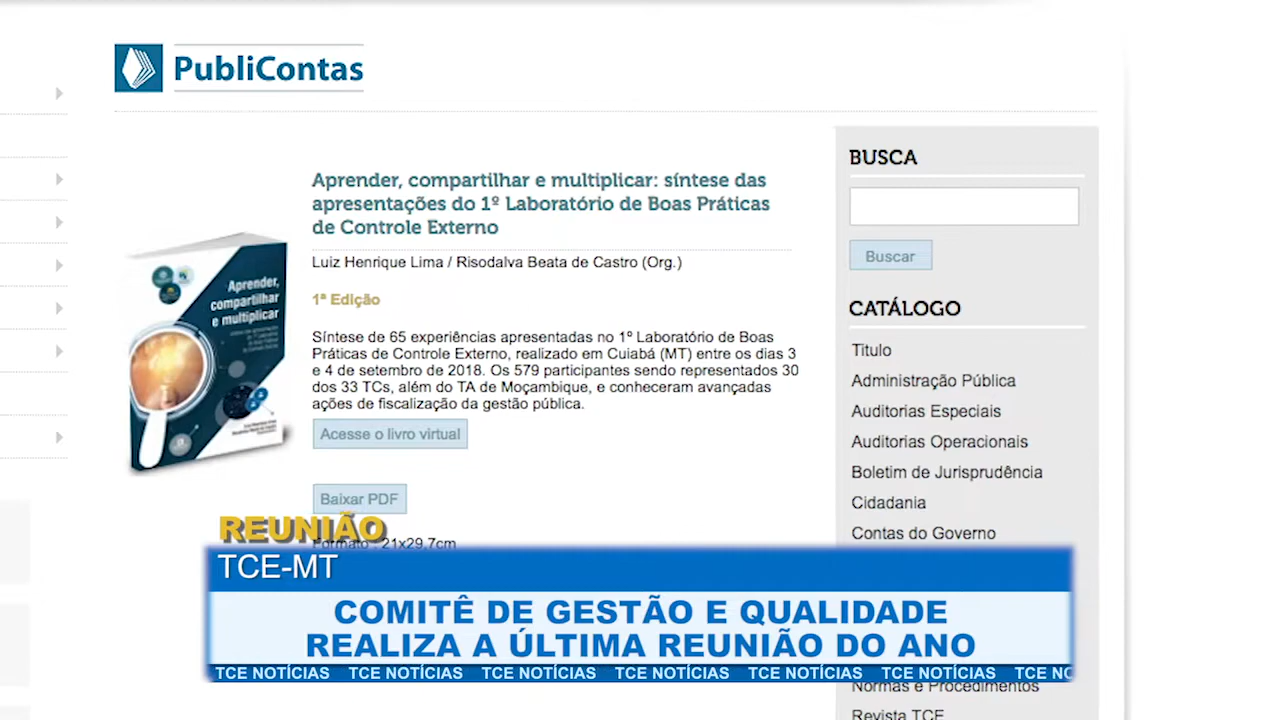 PubliContas
Aprender, compartilhar e multiplicar: síntese das
apresentações do 1º Laboratório de Boas Práticas
de Controle Externo
Luiz Henrique Lima / Risodalva Beata de Castro (Org.)
1ª Edição
Síntese de 65 experiências apresentadas no 1º Laboratório de Boas
Práticas de Controle Externo, realizado em Cuiabá (MT) entre os dias 3
e 4 de setembro de 2018. Os 579 participantes sendo representados 30
dos 33 TCs, além do TA de Moçambique, e conheceram avançadas
ações de fiscalização da gestão pública.
Acesse o livro virtual
Baixar PDF
Formato : 21x29,7cm
Aprender,
compartilhar
e multiplicar
BUSCA
Buscar
CATÁLOGO
Titulo
Administração Pública
Auditorias Especiais
Auditorias Operacionais
Boletim de Jurisprudência
Cidadania
Contas do Governo
Normas e Procedimentos
Revista TCE
REUNIÃO
TCE-MT
COMITÊ DE GESTÃO E QUALIDADE
REALIZA A ÚLTIMA REUNIÃO DO ANO
TCE NOTÍCIAS TCE NOTÍCIAS TCE NOTÍCIAS TCE NOTÍCIAS TCE NOTÍCIAS TCE NOTÍCIAS TCE NO